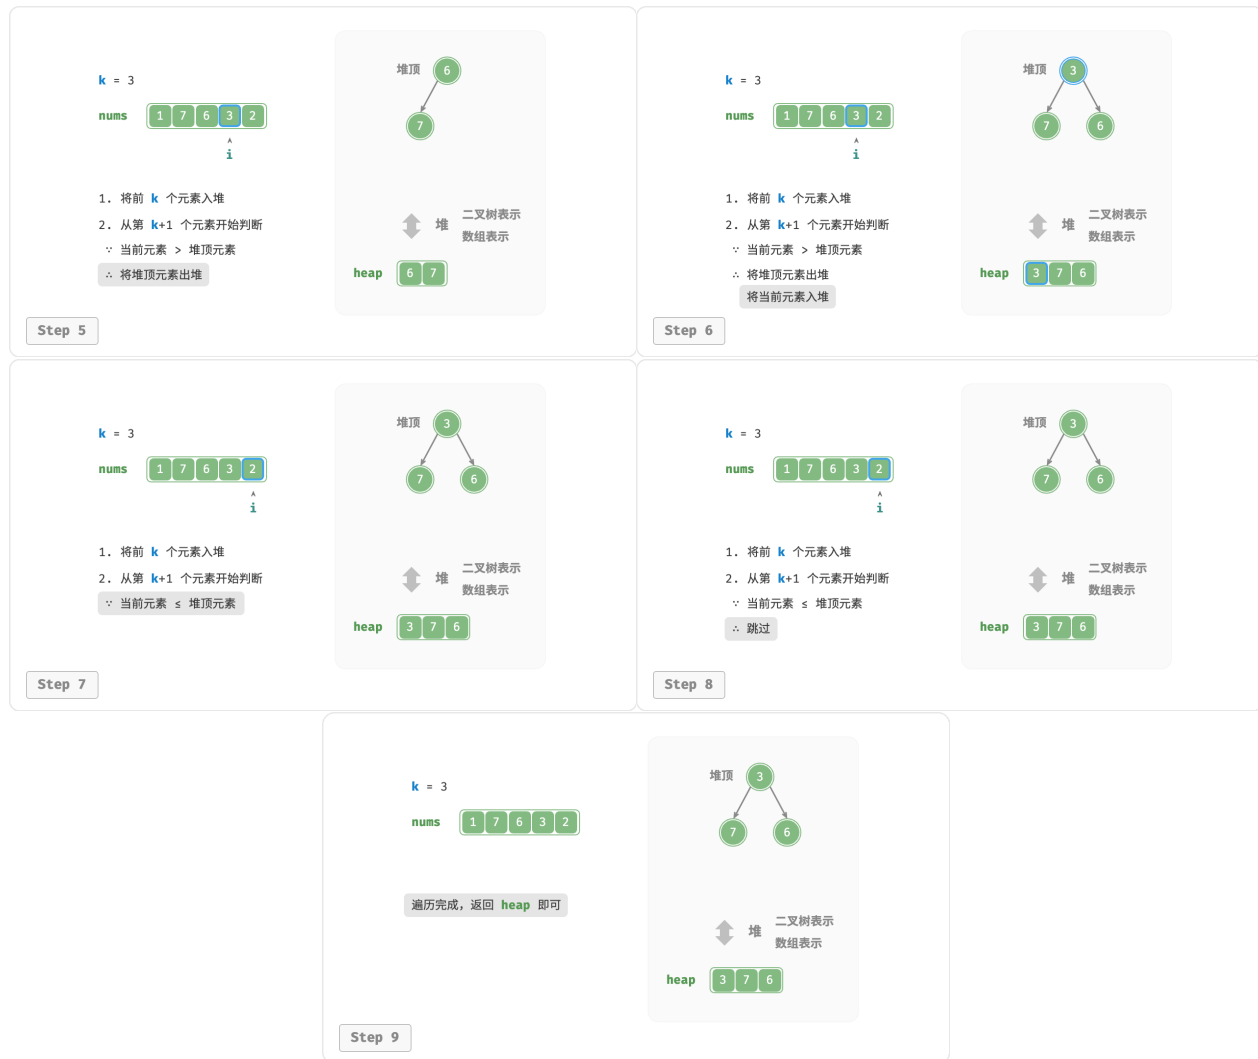 堆顶 6
k = 3
nums 1 7 6 3 2
7
i
1. 将前 k 个元素入堆
2. 从第 k+1 个元素开始判断
∵ 当前元素 > 堆顶元素
∴ 将堆顶元素出堆
堆 二叉树表示
数组表示
heap 6 7
Step 5
堆顶 3
k = 3
nums 1 7 6 3 2
7 6
i
1. 将前 k 个元素入堆
2. 从第 k+1 个元素开始判断
∵ 当前元素 > 堆顶元素
∴ 将堆顶元素出堆
将当前元素入堆
堆 二叉树表示
数组表示
heap 3 7 6
Step 6
堆顶 3
k = 3
nums 1 7 6 3 2
7 6
i
1. 将前 k 个元素入堆
2. 从第 k+1 个元素开始判断
∵ 当前元素 ≤ 堆顶元素
堆 二叉树表示
数组表示
heap 3 7 6
Step 7
堆顶 3
k = 3
nums 1 7 6 3 2
7 6
i
1. 将前 k 个元素入堆
2. 从第 k+1 个元素开始判断
∵ 当前元素 ≤ 堆顶元素
∴ 跳过
堆 二叉树表示
数组表示
heap 3 7 6
Step 8
堆顶 3
k = 3
nums 1 7 6 3 2
7 6
遍历完成，返回 heap 即可
堆 二叉树表示
数组表示
heap 3 7 6
Step 9